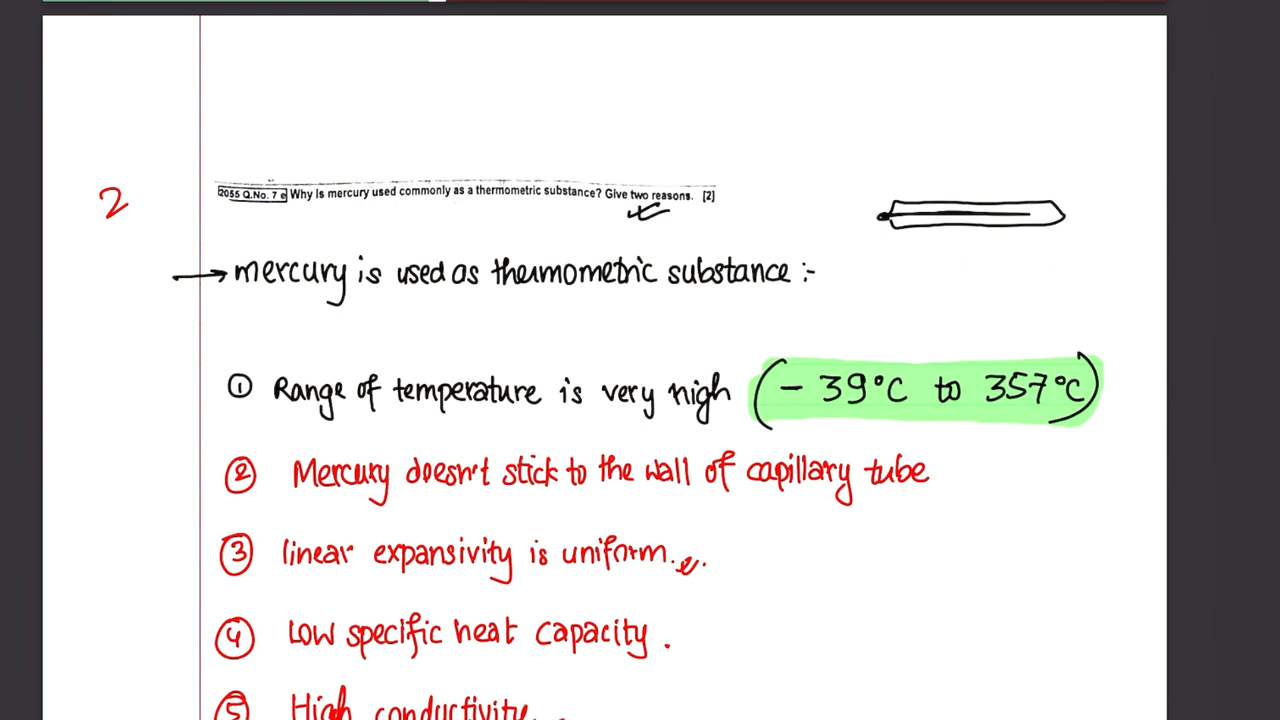 2
2055 Q.No. 7 e Why is mercury used commonly as a thermometric substance? Give two reasons. [2]
→ mercury is used as thermometric substance :-
① Range of temperature is very high (- 39°C to 357°C)
② Mercury doesn't stick to the wall of capillary tube
③ linear expansivity is uniform.
④ Low specific heat capacity.
⑤ High conductivity.